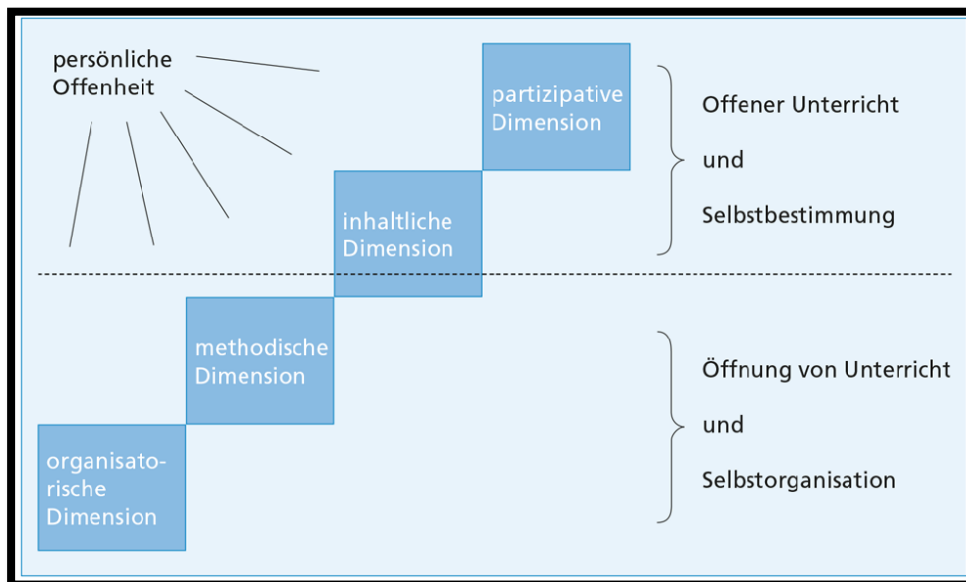 persönliche
Offenheit
partizipative
Dimension
Offener Unterricht
und
Selbstbestimmung
inhaltliche
Dimension
methodische
Dimension
Öffnung von Unterricht
und
Selbstorganisation
organisato-
rische
Dimension